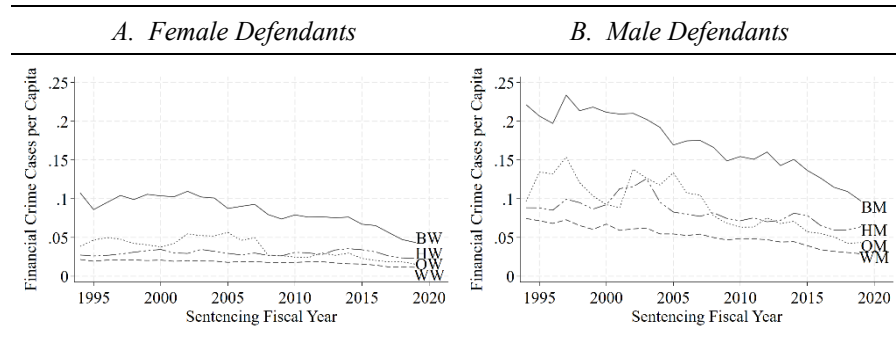 A. Female Defendants
B. Male Defendants
Financial Crime Cases per Capita
.25
.2
.15
.1
.05
0
BW
HW
OW
WW
1995
2000
2005
2010
2015
2020
Sentencing Fiscal Year
Financial Crime Cases per Capita
.25
.2
.15
.1
.05
0
BM
HM
OM
WM
1995
2000
2005
2010
2015
2020
Sentencing Fiscal Year